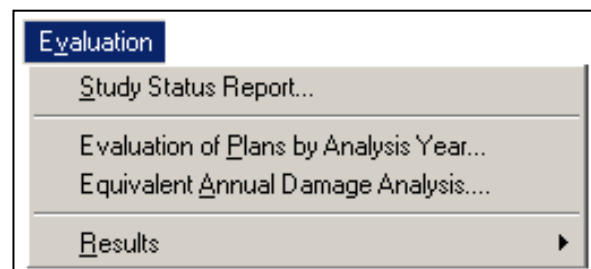 Evaluation
Study Status Report...
Evaluation of Plans by Analysis Year...
Equivalent Annual Damage Analysis....
Results